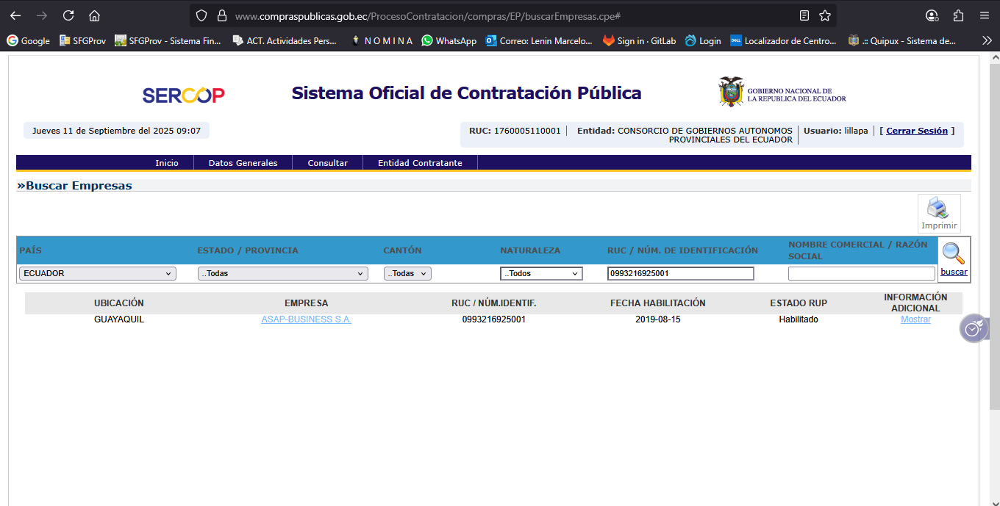 www.compraspublicas.gob.ec/ProcesoContratacion/compras/EP/buscarEmpresas.cpe#
Google SFGProv SFGProv - Sistema Fin... ACT. Actividades Pers... N O M I N A WhatsApp Correo: Lenin Marcelo... Sign in · GitLab Login Localizador de Centro... .:: Quipux - Sistema de...
SERCOP
Sistema Oficial de Contratación Pública
GOBIERNO NACIONAL DE
LA REPUBLICA DEL ECUADOR
Jueves 11 de Septiembre del 2025 09:07
RUC: 1760005110001 | Entidad: CONSORCIO DE GOBIERNOS AUTONOMOS
PROVINCIALES DEL ECUADOR
Usuario: lillapa | [ Cerrar Sesión ]
Inicio Datos Generales Consultar Entidad Contratante
»Buscar Empresas
Imprimir
PAÍS ESTADO / PROVINCIA CANTÓN NATURALEZA RUC / NÚM. DE IDENTIFICACIÓN NOMBRE COMERCIAL / RAZÓN
SOCIAL
ECUADOR ..Todas ..Todas ..Todos 0993216925001 buscar
UBICACIÓN EMPRESA RUC / NÚM.IDENTIF. FECHA HABILITACIÓN ESTADO RUP INFORMACIÓN
ADICIONAL
GUAYAQUIL ASAP-BUSINESS S.A. 0993216925001 2019-08-15 Habilitado Mostrar